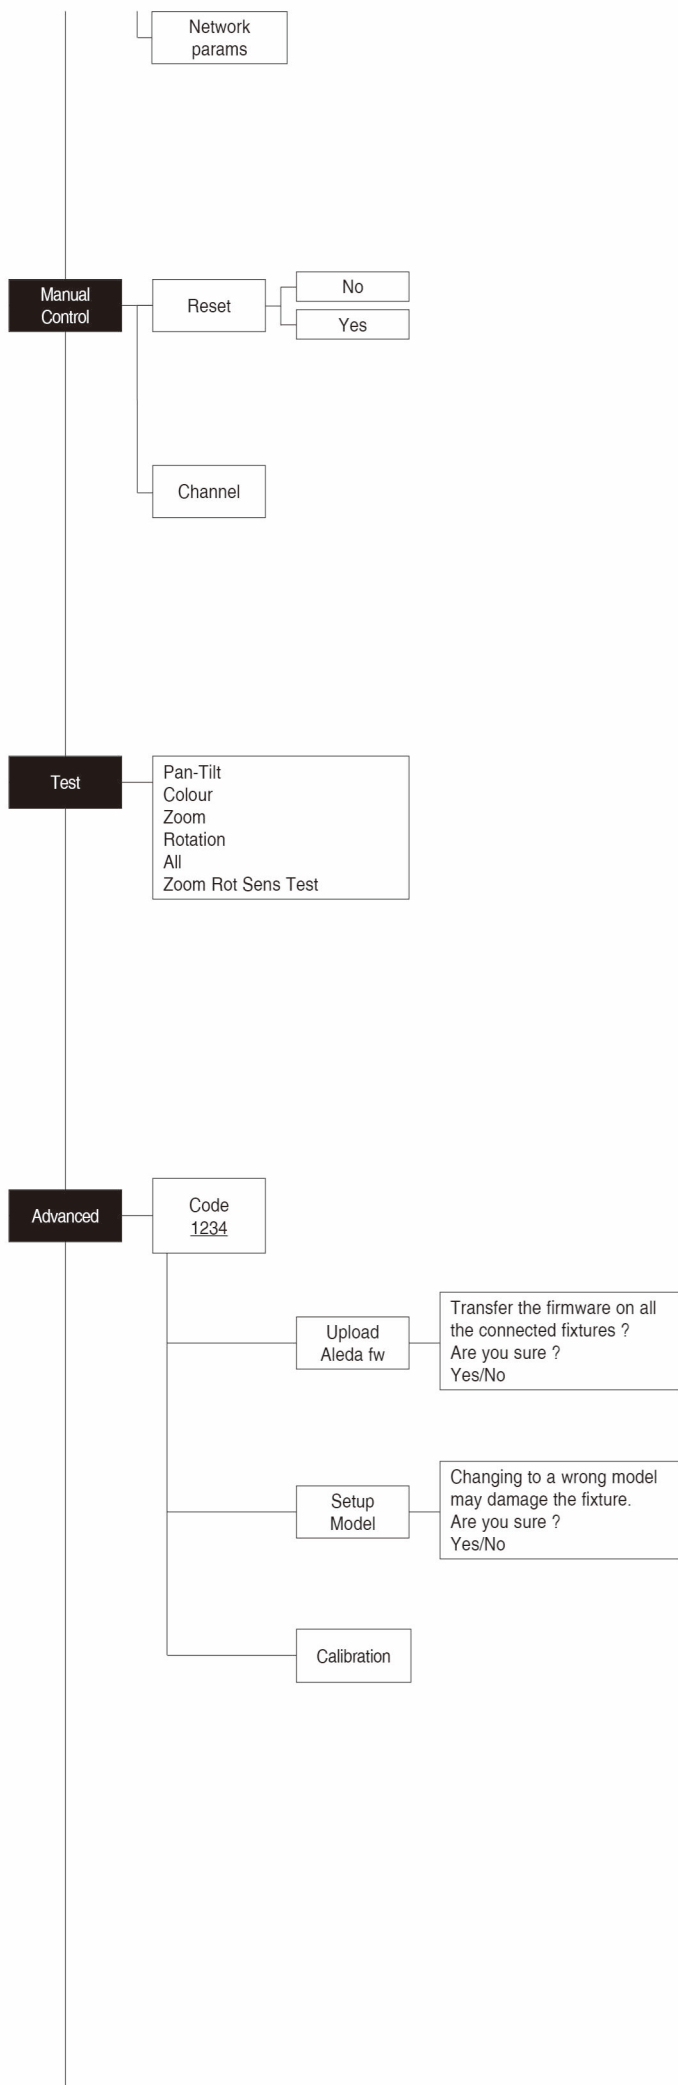 Network
params
Manual
Control
Reset
No
Yes
Channel
Test
Pan-Tilt
Colour
Zoom
Rotation
All
Zoom Rot Sens Test
Advanced
Code
1234
Upload
Aleda fw
Transfer the firmware on all
the connected fixtures ?
Are you sure ?
Yes/No
Setup
Model
Changing to a wrong model
may damage the fixture.
Are you sure ?
Yes/No
Calibration